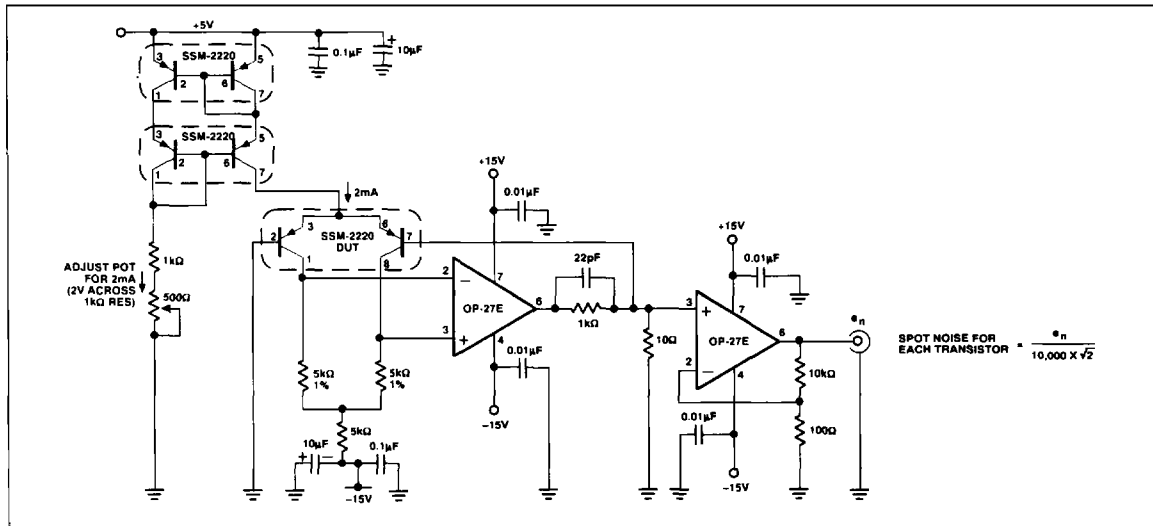 +5V
0.1μF
10μF
+
3
5
2
6
1
7
SSM-2220
3
5
2
6
1
7
2mA
1kΩ
ADJUST POT
FOR 2mA
(2V ACROSS
1kΩ RES)
500Ω
2
3
6
7
SSM-2220
DUT
1
8
5kΩ
1%
5kΩ
1%
5kΩ
10μF
+
−
0.1μF
−15V
+15V
0.01μF
2
−
7
OP-27E
6
3
+
4
0.01μF
−15V
22pF
1kΩ
10Ω
+15V
0.01μF
3
+
7
OP-27E
6
2
−
4
0.01μF
−15V
10kΩ
100Ω
en
SPOT NOISE FOR
EACH TRANSISTOR = en / 10,000 X √2
SSM-2220